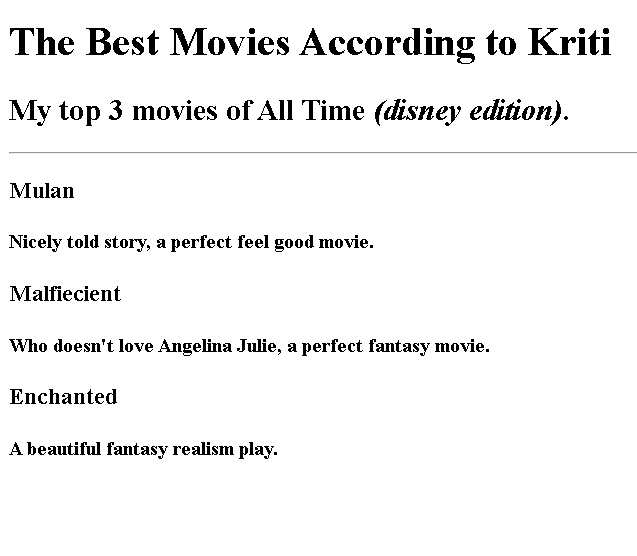 The Best Movies According to Kriti
My top 3 movies of All Time (disney edition).
Mulan
Nicely told story, a perfect feel good movie.
Malfiecient
Who doesn't love Angelina Julie, a perfect fantasy movie.
Enchanted
A beautiful fantasy realism play.